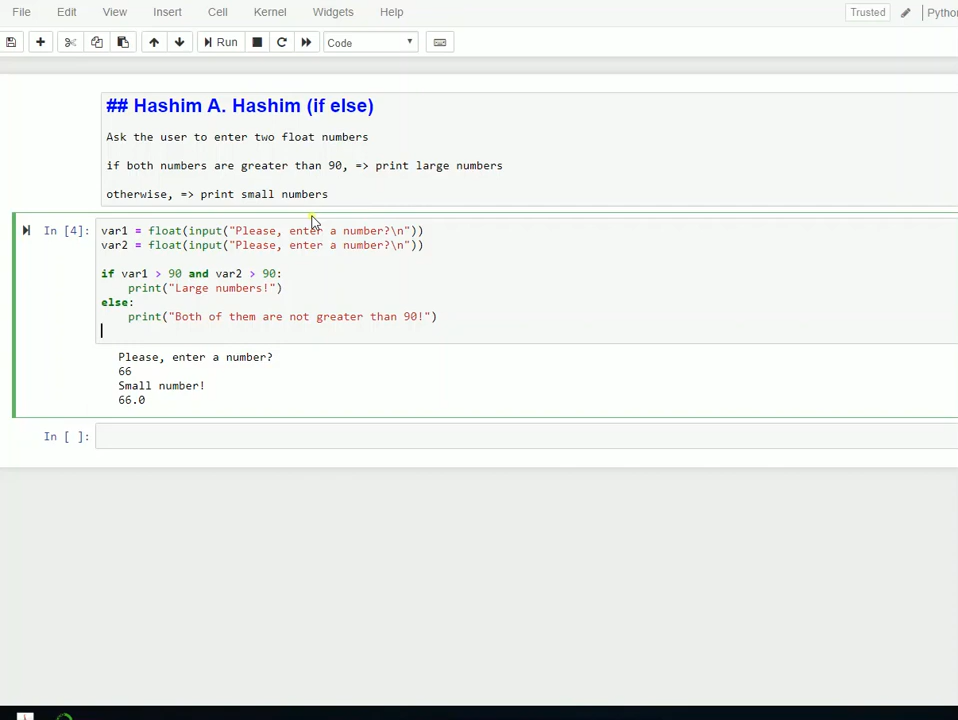 File Edit View Insert Cell Kernel Widgets Help Trusted
Run Code
## Hashim A. Hashim (if else)
Ask the user to enter two float numbers
if both numbers are greater than 90, => print large numbers
otherwise, => print small numbers
In [4]: var1 = float(input("Please, enter a number?\n"))
var2 = float(input("Please, enter a number?\n"))
if var1 > 90 and var2 > 90:
print("Large numbers!")
else:
print("Both of them are not greater than 90!")
Please, enter a number?
66
Small number!
66.0
In [ ]: